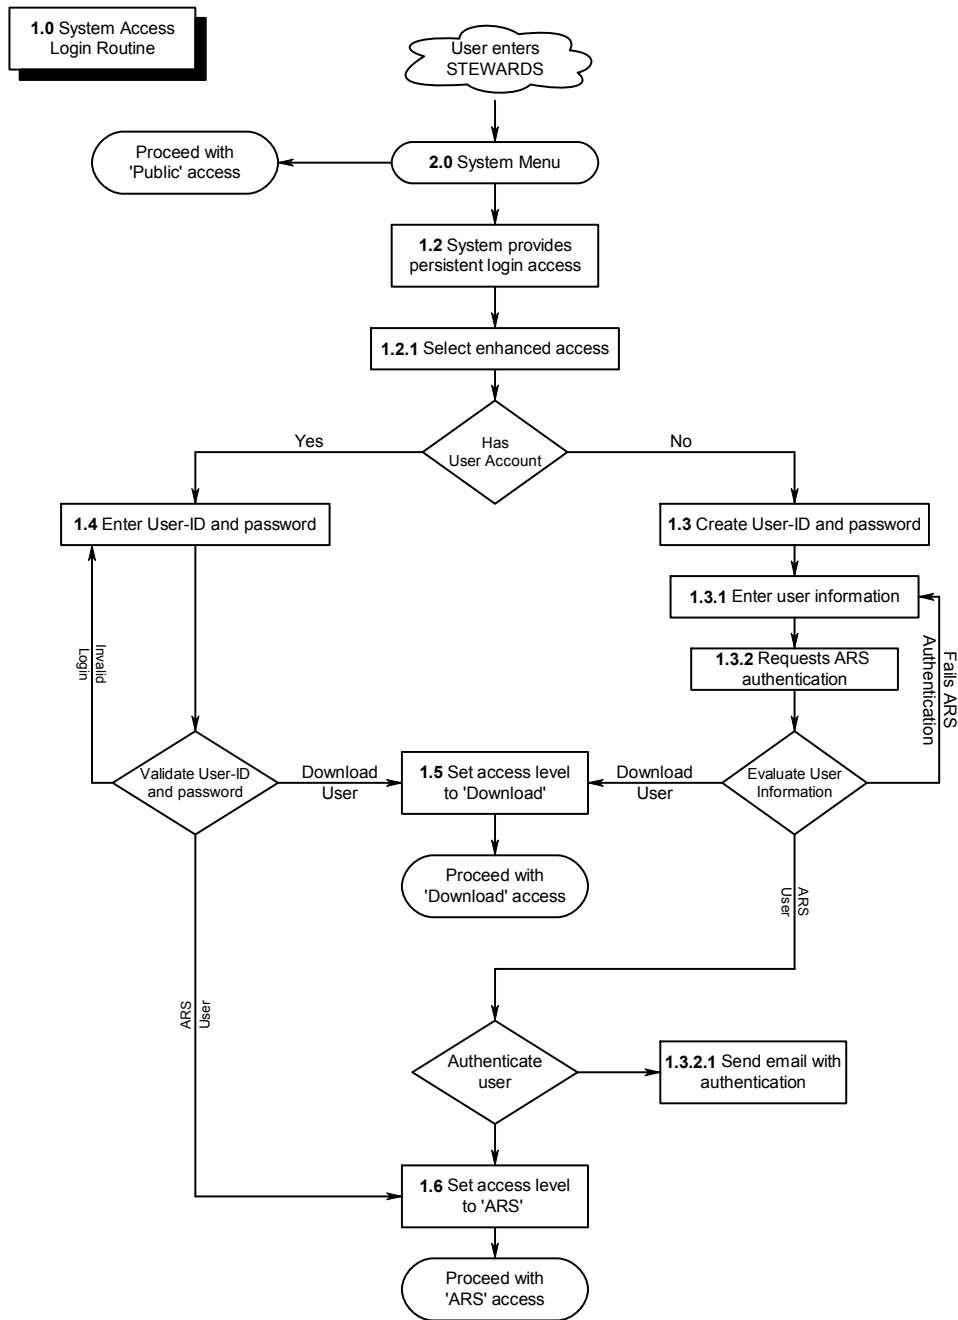 1.0 System Access
Login Routine
User enters
STEWARDS
Proceed with
'Public' access
2.0 System Menu
1.2 System provides
persistent login access
1.2.1 Select enhanced access
Yes
Has
User Account
No
1.4 Enter User-ID and password
1.3 Create User-ID and password
1.3.1 Enter user information
Invalid
Login
1.3.2 Requests ARS
authentication
Fails ARS
Authentication
Validate User-ID
and password
Download
User
1.5 Set access level
to 'Download'
Download
User
Evaluate User
Information
Proceed with
'Download' access
ARS
User
ARS
User
Authenticate
user
1.3.2.1 Send email with
authentication
1.6 Set access level
to 'ARS'
Proceed with
'ARS' access